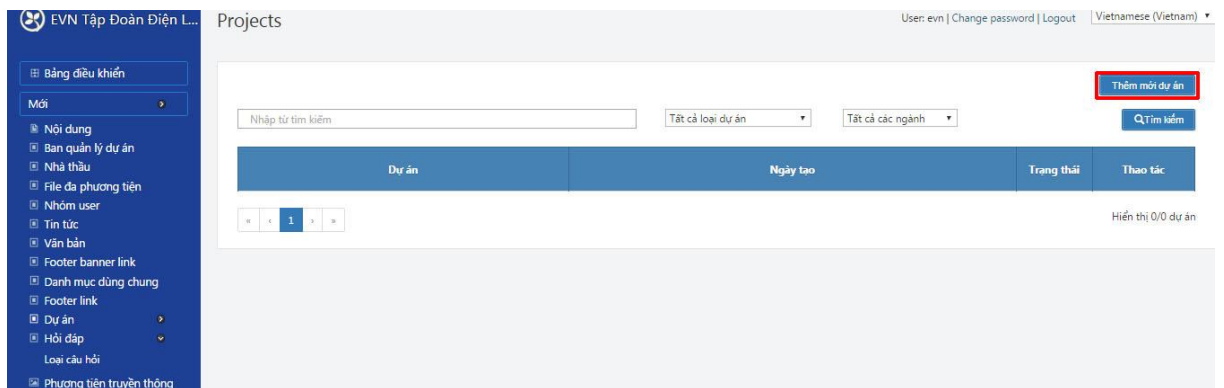 EVN Tập Đoàn Điện L...
Projects
User: evn | Change password | Logout
Vietnamese (Vietnam)
Bảng điều khiển
Mới
Nội dung
Ban quản lý dự án
Nhà thầu
File đa phương tiện
Nhóm user
Tin tức
Văn bản
Footer banner link
Danh mục dùng chung
Footer link
Dự án
Hỏi đáp
Loại câu hỏi
Phương tiện truyền thông
Thêm mới dự án
Nhập từ tìm kiếm
Tất cả loại dự án
Tất cả các ngành
Tìm kiếm
Dự án
Ngày tạo
Trạng thái
Thao tác
« ‹ 1 › »
Hiển thị 0/0 dự án